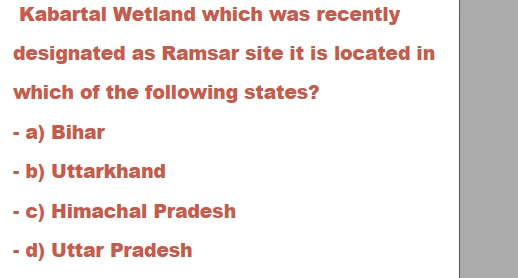 Kabartal Wetland which was recently
designated as Ramsar site it is located in
which of the following states?
- a) Bihar
- b) Uttarkhand
- c) Himachal Pradesh
- d) Uttar Pradesh